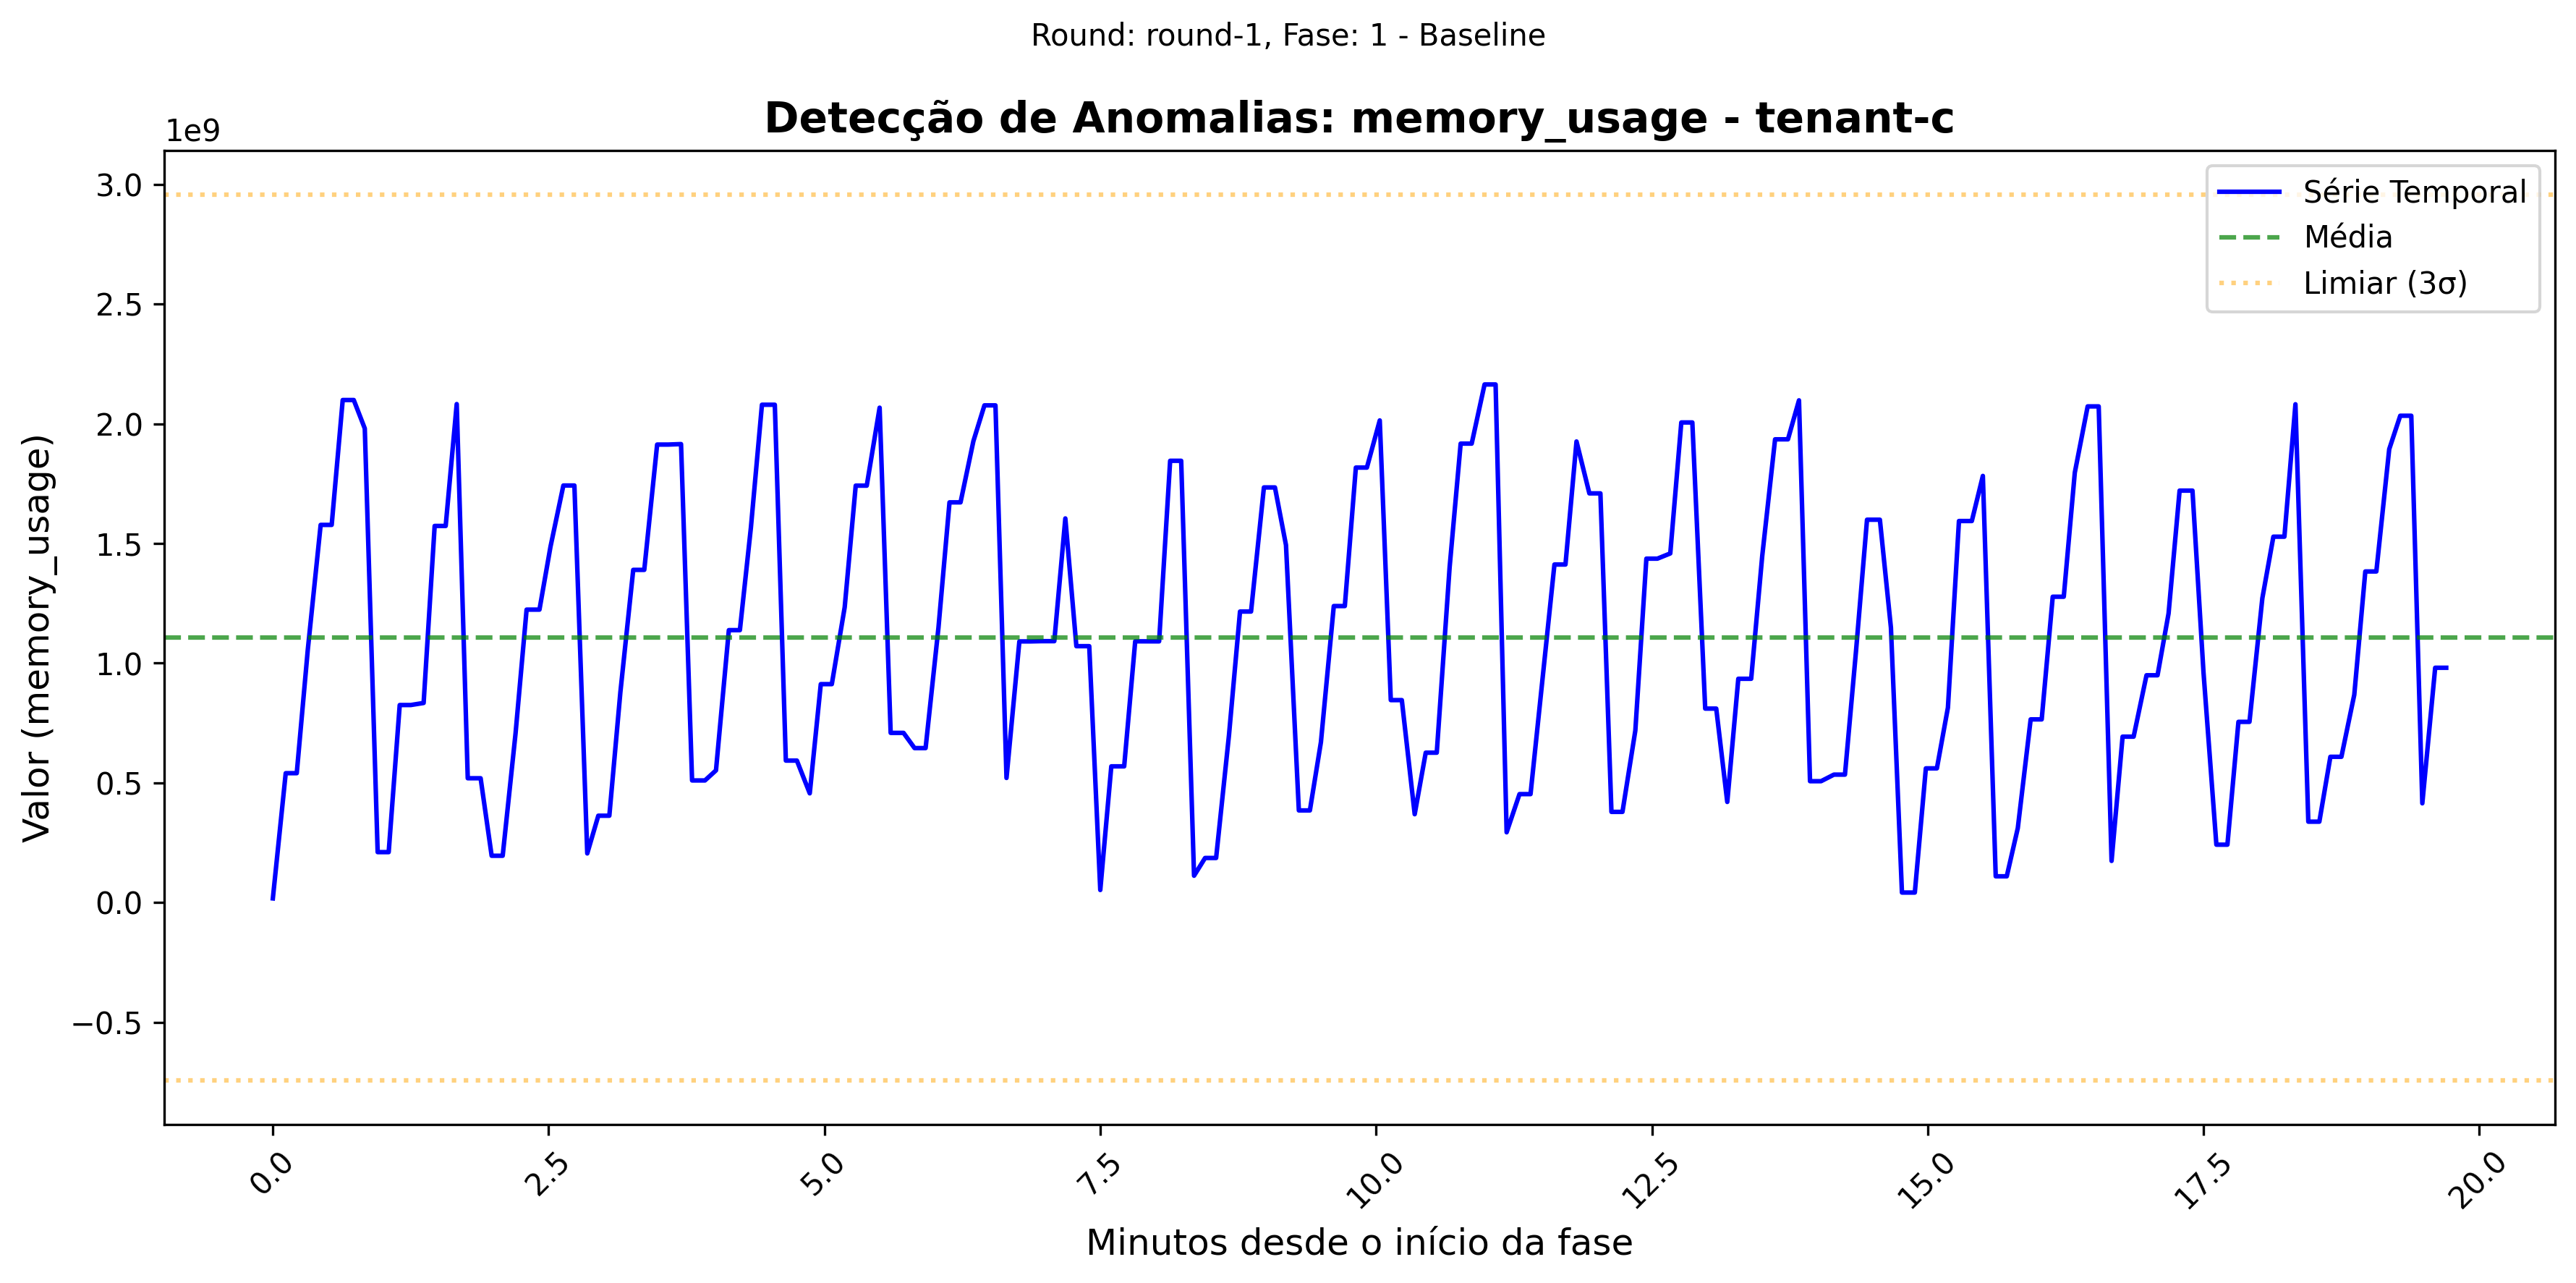 Round: round-1, Fase: 1 - Baseline
Detecção de Anomalias: memory_usage - tenant-c
1e9
3.0
2.5
2.0
1.5
1.0
0.5
0.0
−0.5
Valor (memory_usage)
Série Temporal
Média
Limiar (3σ)
0.0
2.5
5.0
7.5
10.0
12.5
15.0
17.5
20.0
Minutos desde o início da fase